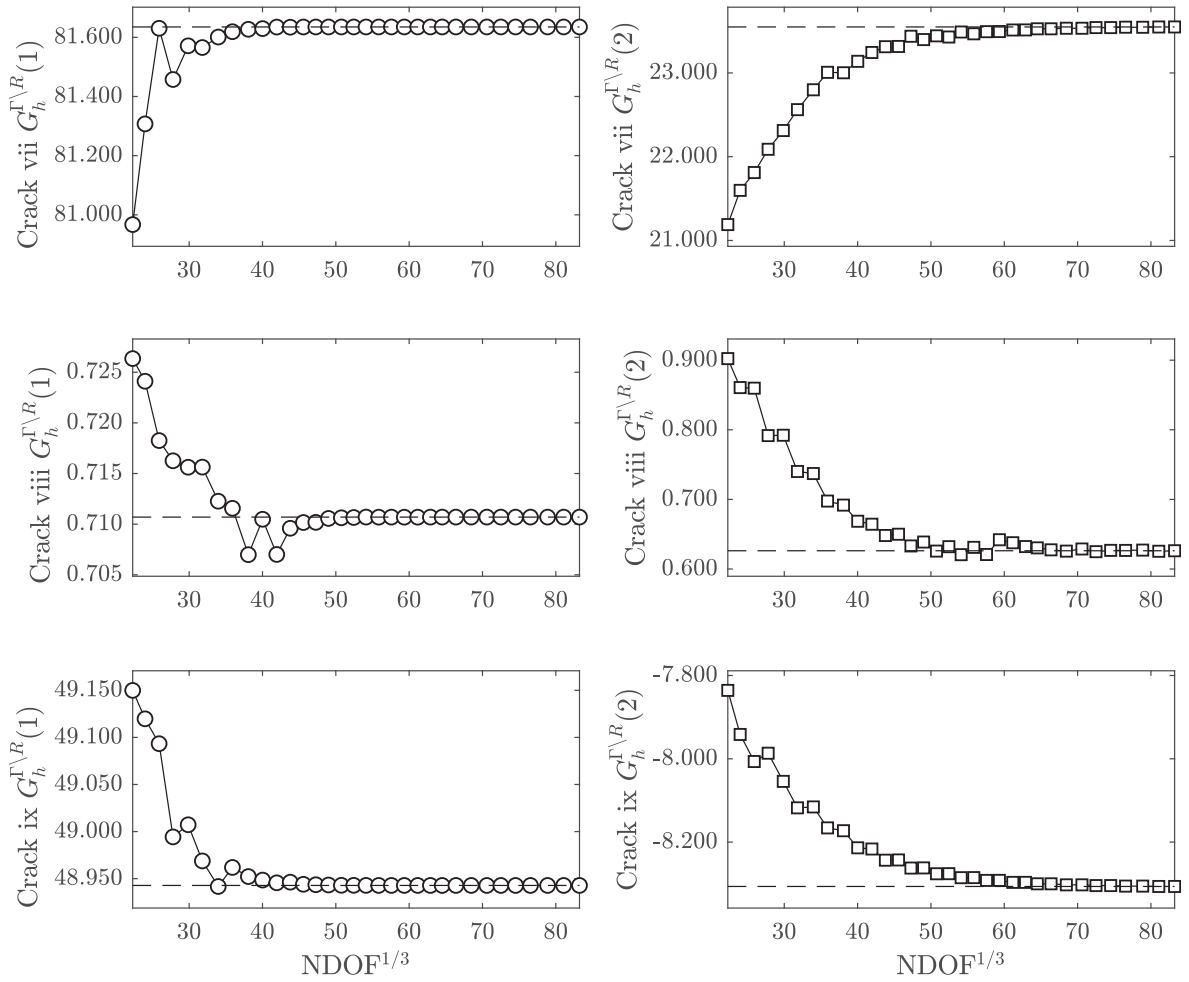 Crack vii $G_h^{\Gamma\backslash R}(1)$
81.600
81.400
81.200
81.000
30 40 50 60 70 80
Crack vii $G_h^{\Gamma\backslash R}(2)$
23.000
22.000
21.000
30 40 50 60 70 80
Crack viii $G_h^{\Gamma\backslash R}(1)$
0.725
0.720
0.715
0.710
0.705
30 40 50 60 70 80
Crack viii $G_h^{\Gamma\backslash R}(2)$
0.900
0.800
0.700
0.600
30 40 50 60 70 80
Crack ix $G_h^{\Gamma\backslash R}(1)$
49.150
49.100
49.050
49.000
48.950
30 40 50 60 70 80
NDOF$^{1/3}$
Crack ix $G_h^{\Gamma\backslash R}(2)$
-7.800
-8.000
-8.200
30 40 50 60 70 80
NDOF$^{1/3}$